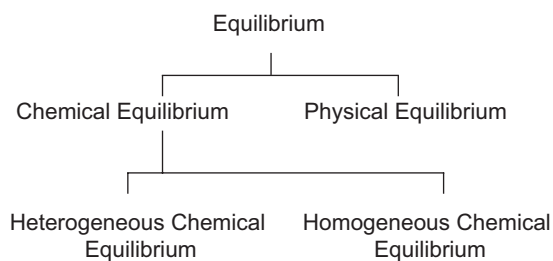 Equilibrium
Chemical Equilibrium
Physical Equilibrium
Heterogeneous Chemical
Equilibrium
Homogeneous Chemical
Equilibrium